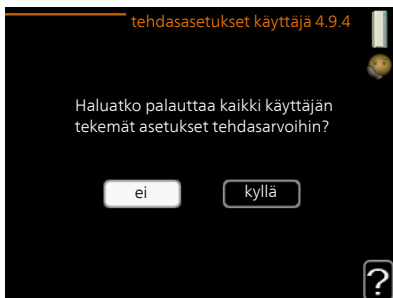 tehdasasetukset käyttäjä 4.9.4
Haluatko palauttaa kaikki käyttäjän
tekemät asetukset tehdasarvoihin?
ei
kyllä
?